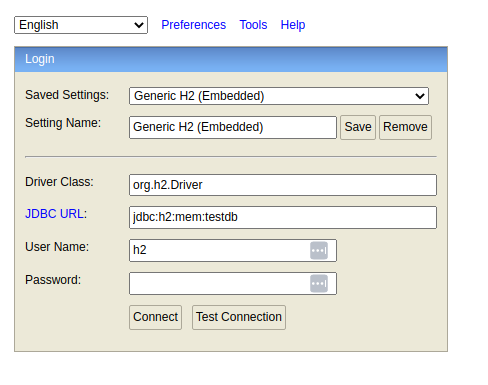 English Preferences Tools Help
Login
Saved Settings: Generic H2 (Embedded)
Setting Name: Generic H2 (Embedded) Save Remove
Driver Class: org.h2.Driver
JDBC URL: jdbc:h2:mem:testdb
User Name: h2
Password:
Connect Test Connection